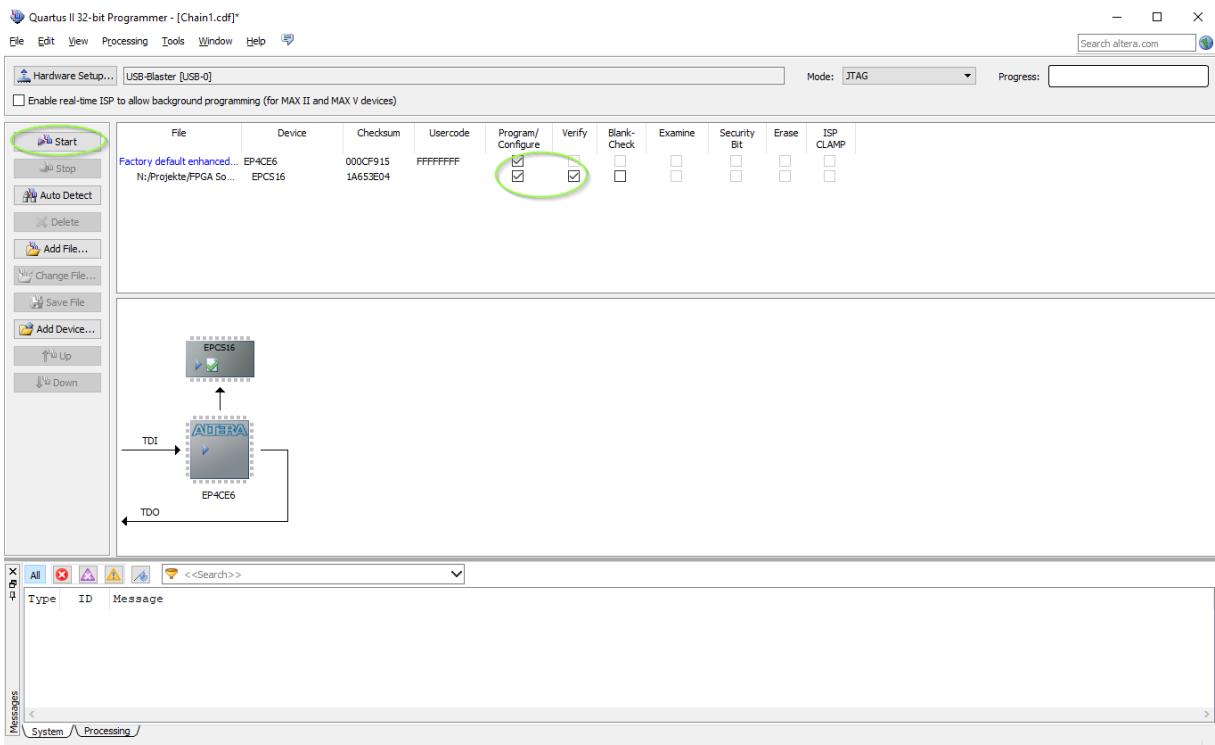 Quartus II 32-bit Programmer - [Chain1.cdf]*
File Edit View Processing Tools Window Help
Search altera.com
Hardware Setup... USB-Blaster [USB-0] Mode: JTAG Progress:
Enable real-time ISP to allow background programming (for MAX II and MAX V devices)
Start
Stop
Auto Detect
Delete
Add File...
Change File...
Save File
Add Device...
Up
Down
File Device Checksum Usercode Program/ Verify Blank- Examine Security Erase ISP
Configure Check Bit CLAMP
Factory default enhanced... EP4CE6 000CF915 FFFFFFFF
N:/Projekte/FPGA So... EPCS16 1A653E04
EPCS16
ALTERA
TDI
EP4CE6
TDO
All <<Search>>
Type ID Message
Messages
System Processing